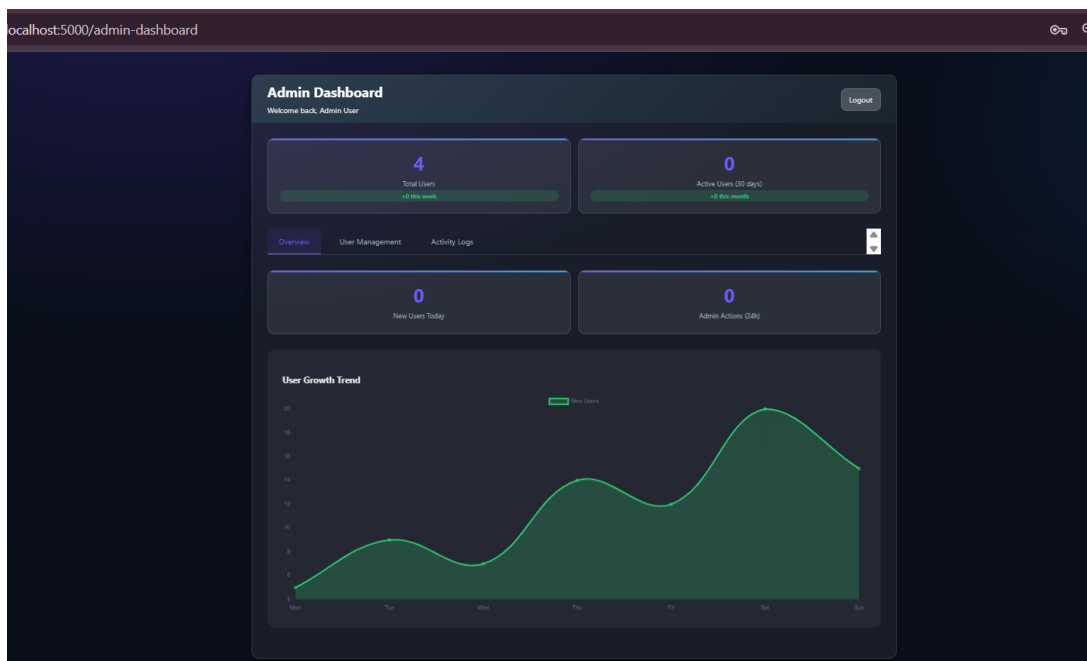 localhost:5000/admin-dashboard
Admin Dashboard
Welcome back, Admin User
Logout
4
Total Users
+0 this week
0
Active Users (30 days)
+0 this month
Overview
User Management
Activity Logs
0
New Users Today
0
Admin Actions (24h)
User Growth Trend
New Users
20
18
16
14
12
10
8
6
4
Mon
Tue
Wed
Thu
Fri
Sat
Sun